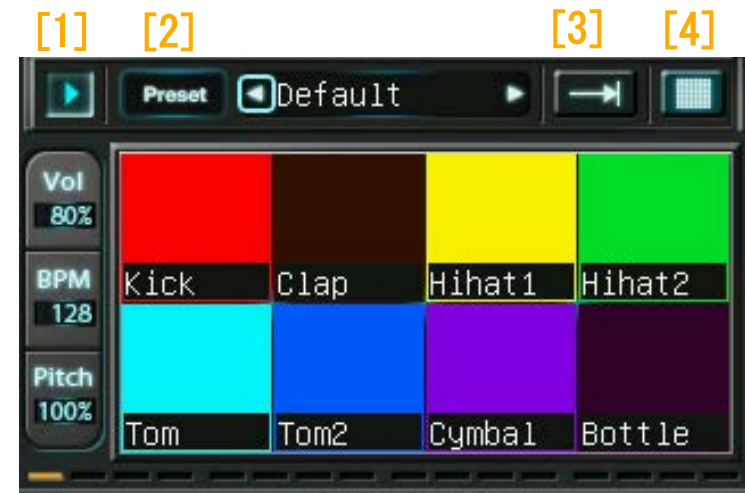 [1] [2] [3] [4]
Preset Default
Vol
80%
BPM
128
Pitch
100%
Kick Clap Hihat1 Hihat2
Tom Tom2 Cymbal Bottle